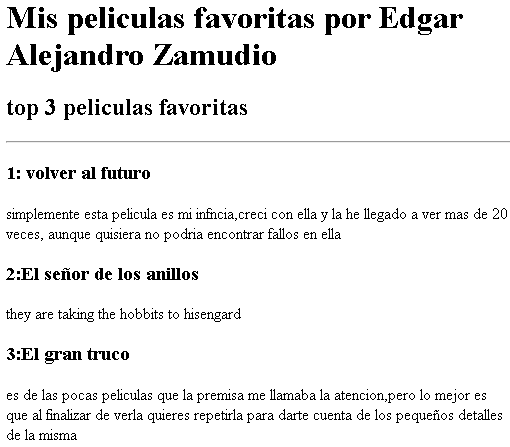 Mis peliculas favoritas por Edgar
Alejandro Zamudio
top 3 peliculas favoritas
1: volver al futuro
simplemente esta pelicula es mi infncia,creci con ella y la he llegado a ver mas de 20
veces, aunque quisiera no podria encontrar fallos en ella
2:El señor de los anillos
they are taking the hobbits to hisengard
3:El gran truco
es de las pocas peliculas que la premisa me llamaba la atencion,pero lo mejor es
que al finalizar de verla quieres repetirla para darte cuenta de los pequeños detalles
de la misma